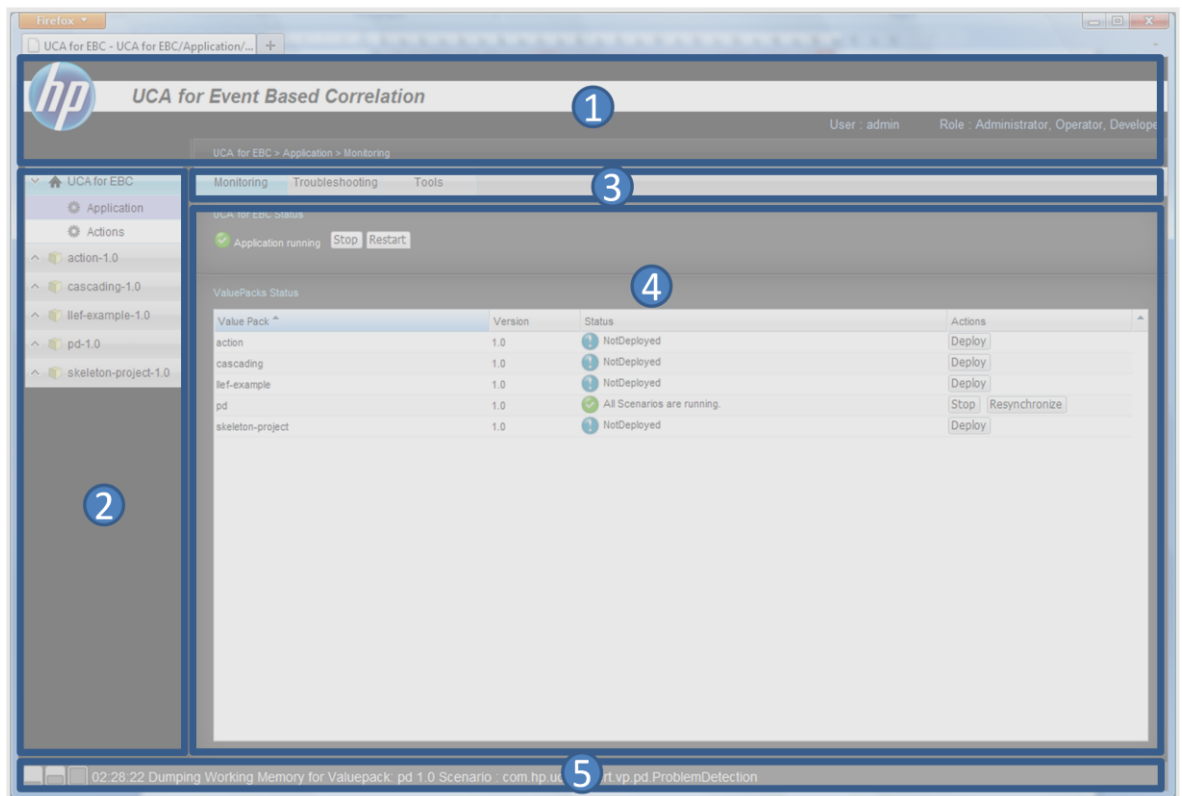 Firefox
UCA for EBC - UCA for EBC/Application/... +
hp UCA for Event Based Correlation
1
User : admin Role : Administrator, Operator, Develope
UCA for EBC > Application > Monitoring
UCA for EBC
Monitoring Troubleshooting Tools
3
Application
UCA for EBC Status
Actions
Application running Stop Restart
action-1.0
cascading-1.0
4
ValuePacks Status
llef-example-1.0
Value Pack Version Status Actions
pd-1.0
action 1.0 NotDeployed Deploy
cascading 1.0 NotDeployed Deploy
skeleton-project-1.0
llef-example 1.0 NotDeployed Deploy
pd 1.0 All Scenarios are running. Stop Resynchronize
skeleton-project 1.0 NotDeployed Deploy
2
02:28:22 Dumping Working Memory for Valuepack: pd 1.0 Scenario : com.hp.uc 5 rt.vp.pd.ProblemDetection